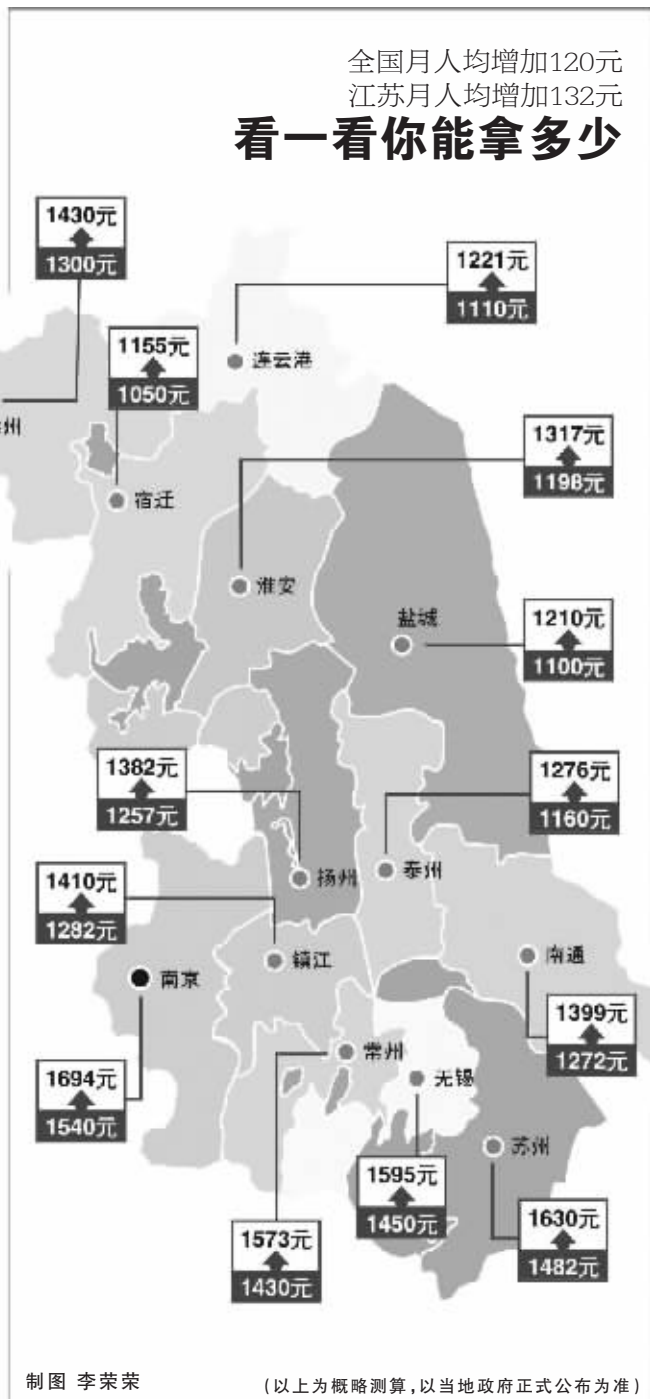 全国月人均增加120元
江苏月人均增加132元
看一看你能拿多少
1430元
1300元
州
1221元
1110元
连云港
1155元
1050元
宿迁
1317元
1198元
淮安
1210元
1100元
盐城
1382元
1257元
扬州
1276元
1160元
泰州
1410元
1282元
镇江
南京
1694元
1540元
南通
1399元
1272元
常州
1573元
1430元
无锡
1595元
1450元
苏州
1630元
1482元
制图 李荣荣
(以上为概略测算,以当地政府正式公布为准)